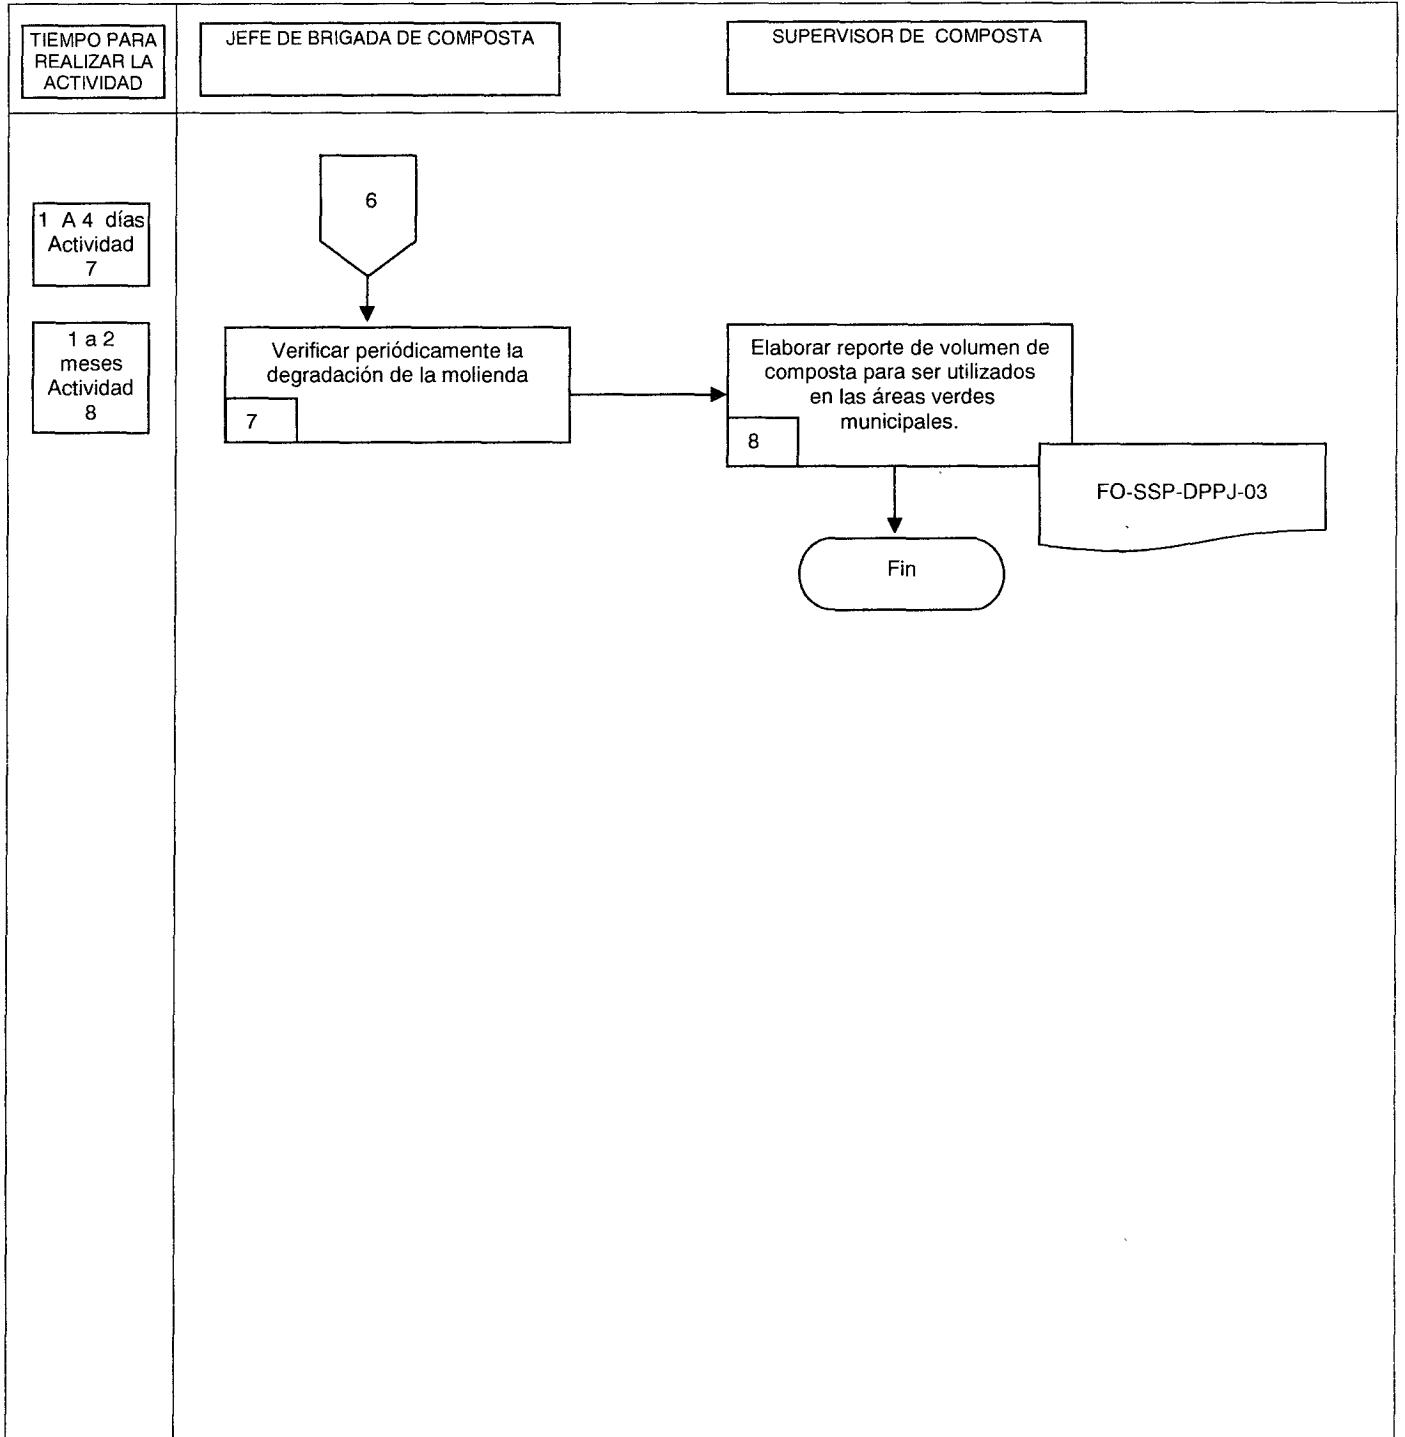 TIEMPO PARA
REALIZAR LA
ACTIVIDAD
JEFE DE BRIGADA DE COMPOSTA
SUPERVISOR DE COMPOSTA
1 A 4 días
Actividad
7
1 a 2
meses
Actividad
8
6
Verificar periódicamente la
degradación de la molienda
7
Elaborar reporte de volumen de
composta para ser utilizados
en las áreas verdes
municipales.
8
FO-SSP-DPPJ-03
Fin